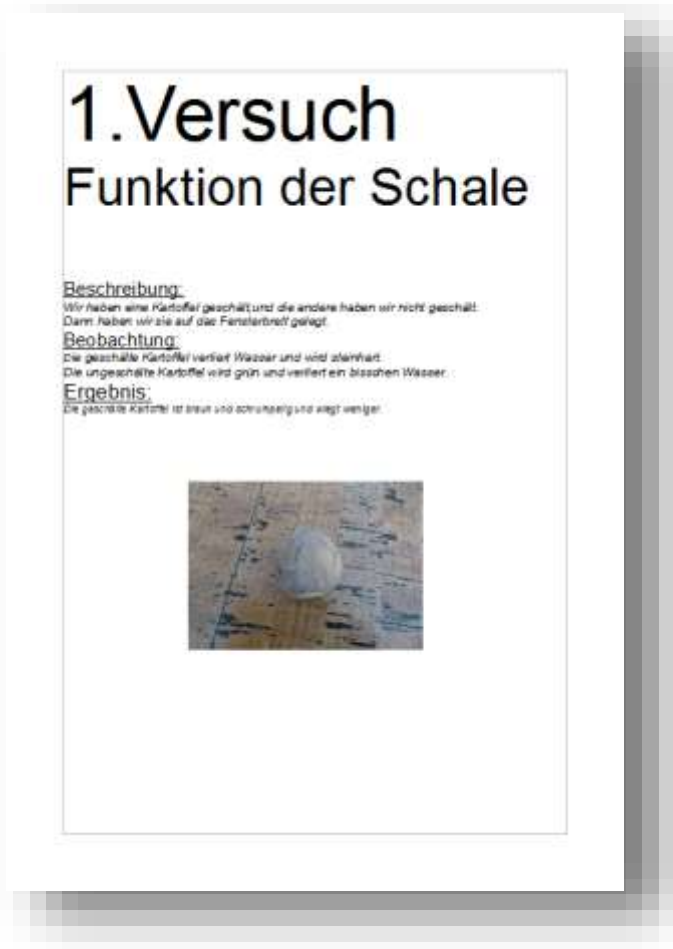 1.Versuch
Funktion der Schale
Beschreibung:
Wir haben eine Kartoffel geschält,und die andere haben wir nicht geschält.
Dann haben wir sie auf das Fensterbrett gelegt.
Beobachtung:
Die geschälte Kartoffel verliert Wasser und wird steinhart.
Die ungeschälte Kartoffel wird grün und verliert ein bisschen Wasser.
Ergebnis:
Die geschälte Kartoffel ist braun und schrumpelig und wiegt weniger.